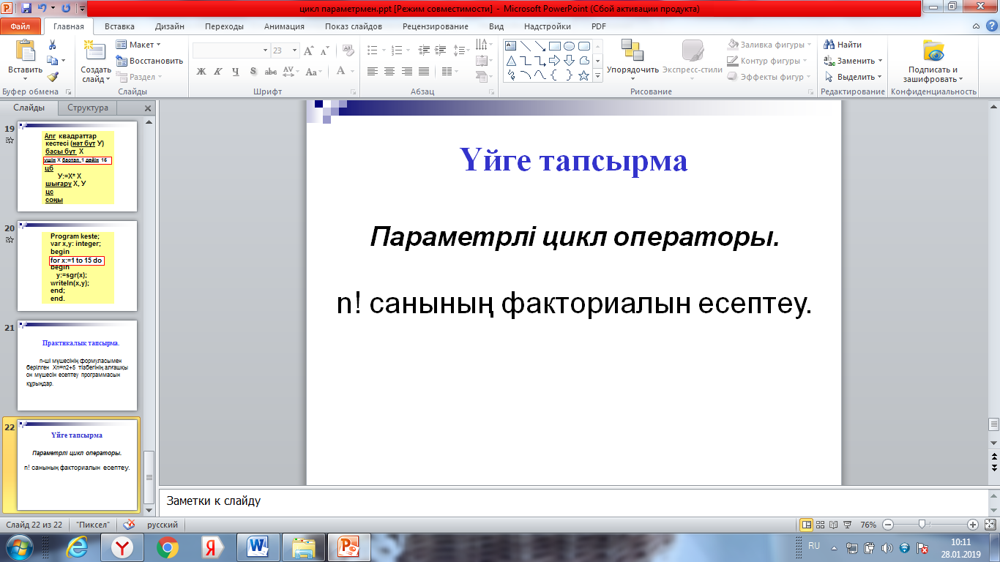 цикл параметрмен.ppt [Режим совместимости] - Microsoft PowerPoint (Сбой активации продукта)
Файл Главная Вставка Дизайн Переходы Анимация Показ слайдов Рецензирование Вид Надстройки PDF
Вставить
Создать слайд
Макет
Восстановить
Раздел
23
Ж К Ч S abc AV Aa A
Упорядочить
Экспресс-стили
Заливка фигуры
Контур фигуры
Эффекты фигур
Найти
Заменить
Выделить
Подписать и зашифровать
Буфер обмена Слайды Шрифт Абзац Рисование Редактирование Конфиденциальность
Слайды Структура
19
Алг квадраттар
кестесі (нәт бүт У)
басы бүт Х
үшін Х бастап 1 дейін 15
цб
У:=Х* Х
шығару Х, У
цс
соңы
20
Program keste;
var x,y: integer;
begin
for x:=1 to 15 do
begin
y:=sgr(x);
writeln(x,y);
end;
end.
21
Практикалық тапсырма.
n-ші мүшесінің формуласымен
берілген Xn=n2+5 тізбегінің алғашқы
он мүшесін есептеу программасын
құрыңдар.
22
Үйге тапсырма
Параметрлі цикл операторы.
n! санының факториалын есептеу.
Үйге тапсырма
Параметрлі цикл операторы.
n! санының факториалын есептеу.
Заметки к слайду
Слайд 22 из 22 "Пиксел" русский 76%
RU
10:11
28.01.2019